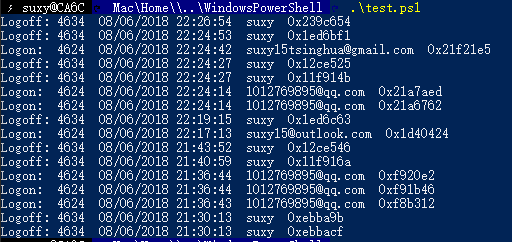 ⚡ suxy@CA6C  Mac\Home\\..\WindowsPowerShell  .\test.ps1
Logoff: 4634  08/06/2018 22:26:54  suxy  0x239c654
Logoff: 4634  08/06/2018 22:24:53  suxy  0x1ed6bf1
Logon:  4624  08/06/2018 22:24:42  suxy15tsinghua@gmail.com  0x21f21e5
Logoff: 4634  08/06/2018 22:24:27  suxy  0x12ce525
Logoff: 4634  08/06/2018 22:24:27  suxy  0x11f914b
Logon:  4624  08/06/2018 22:24:14  1012769895@qq.com  0x21a7aed
Logon:  4624  08/06/2018 22:24:14  1012769895@qq.com  0x21a6762
Logoff: 4634  08/06/2018 22:19:15  suxy  0x1ed6c63
Logon:  4624  08/06/2018 22:17:13  suxy15@outlook.com  0x1d40424
Logoff: 4634  08/06/2018 21:43:52  suxy  0x12ce546
Logoff: 4634  08/06/2018 21:40:59  suxy  0x11f916a
Logon:  4624  08/06/2018 21:36:44  1012769895@qq.com  0xf920e2
Logon:  4624  08/06/2018 21:36:43  1012769895@qq.com  0xf91b46
Logon:  4624  08/06/2018 21:36:43  1012769895@qq.com  0xf8b312
Logoff: 4634  08/06/2018 21:30:13  suxy  0xebba9b
Logoff: 4634  08/06/2018 21:30:13  suxy  0xebbacf